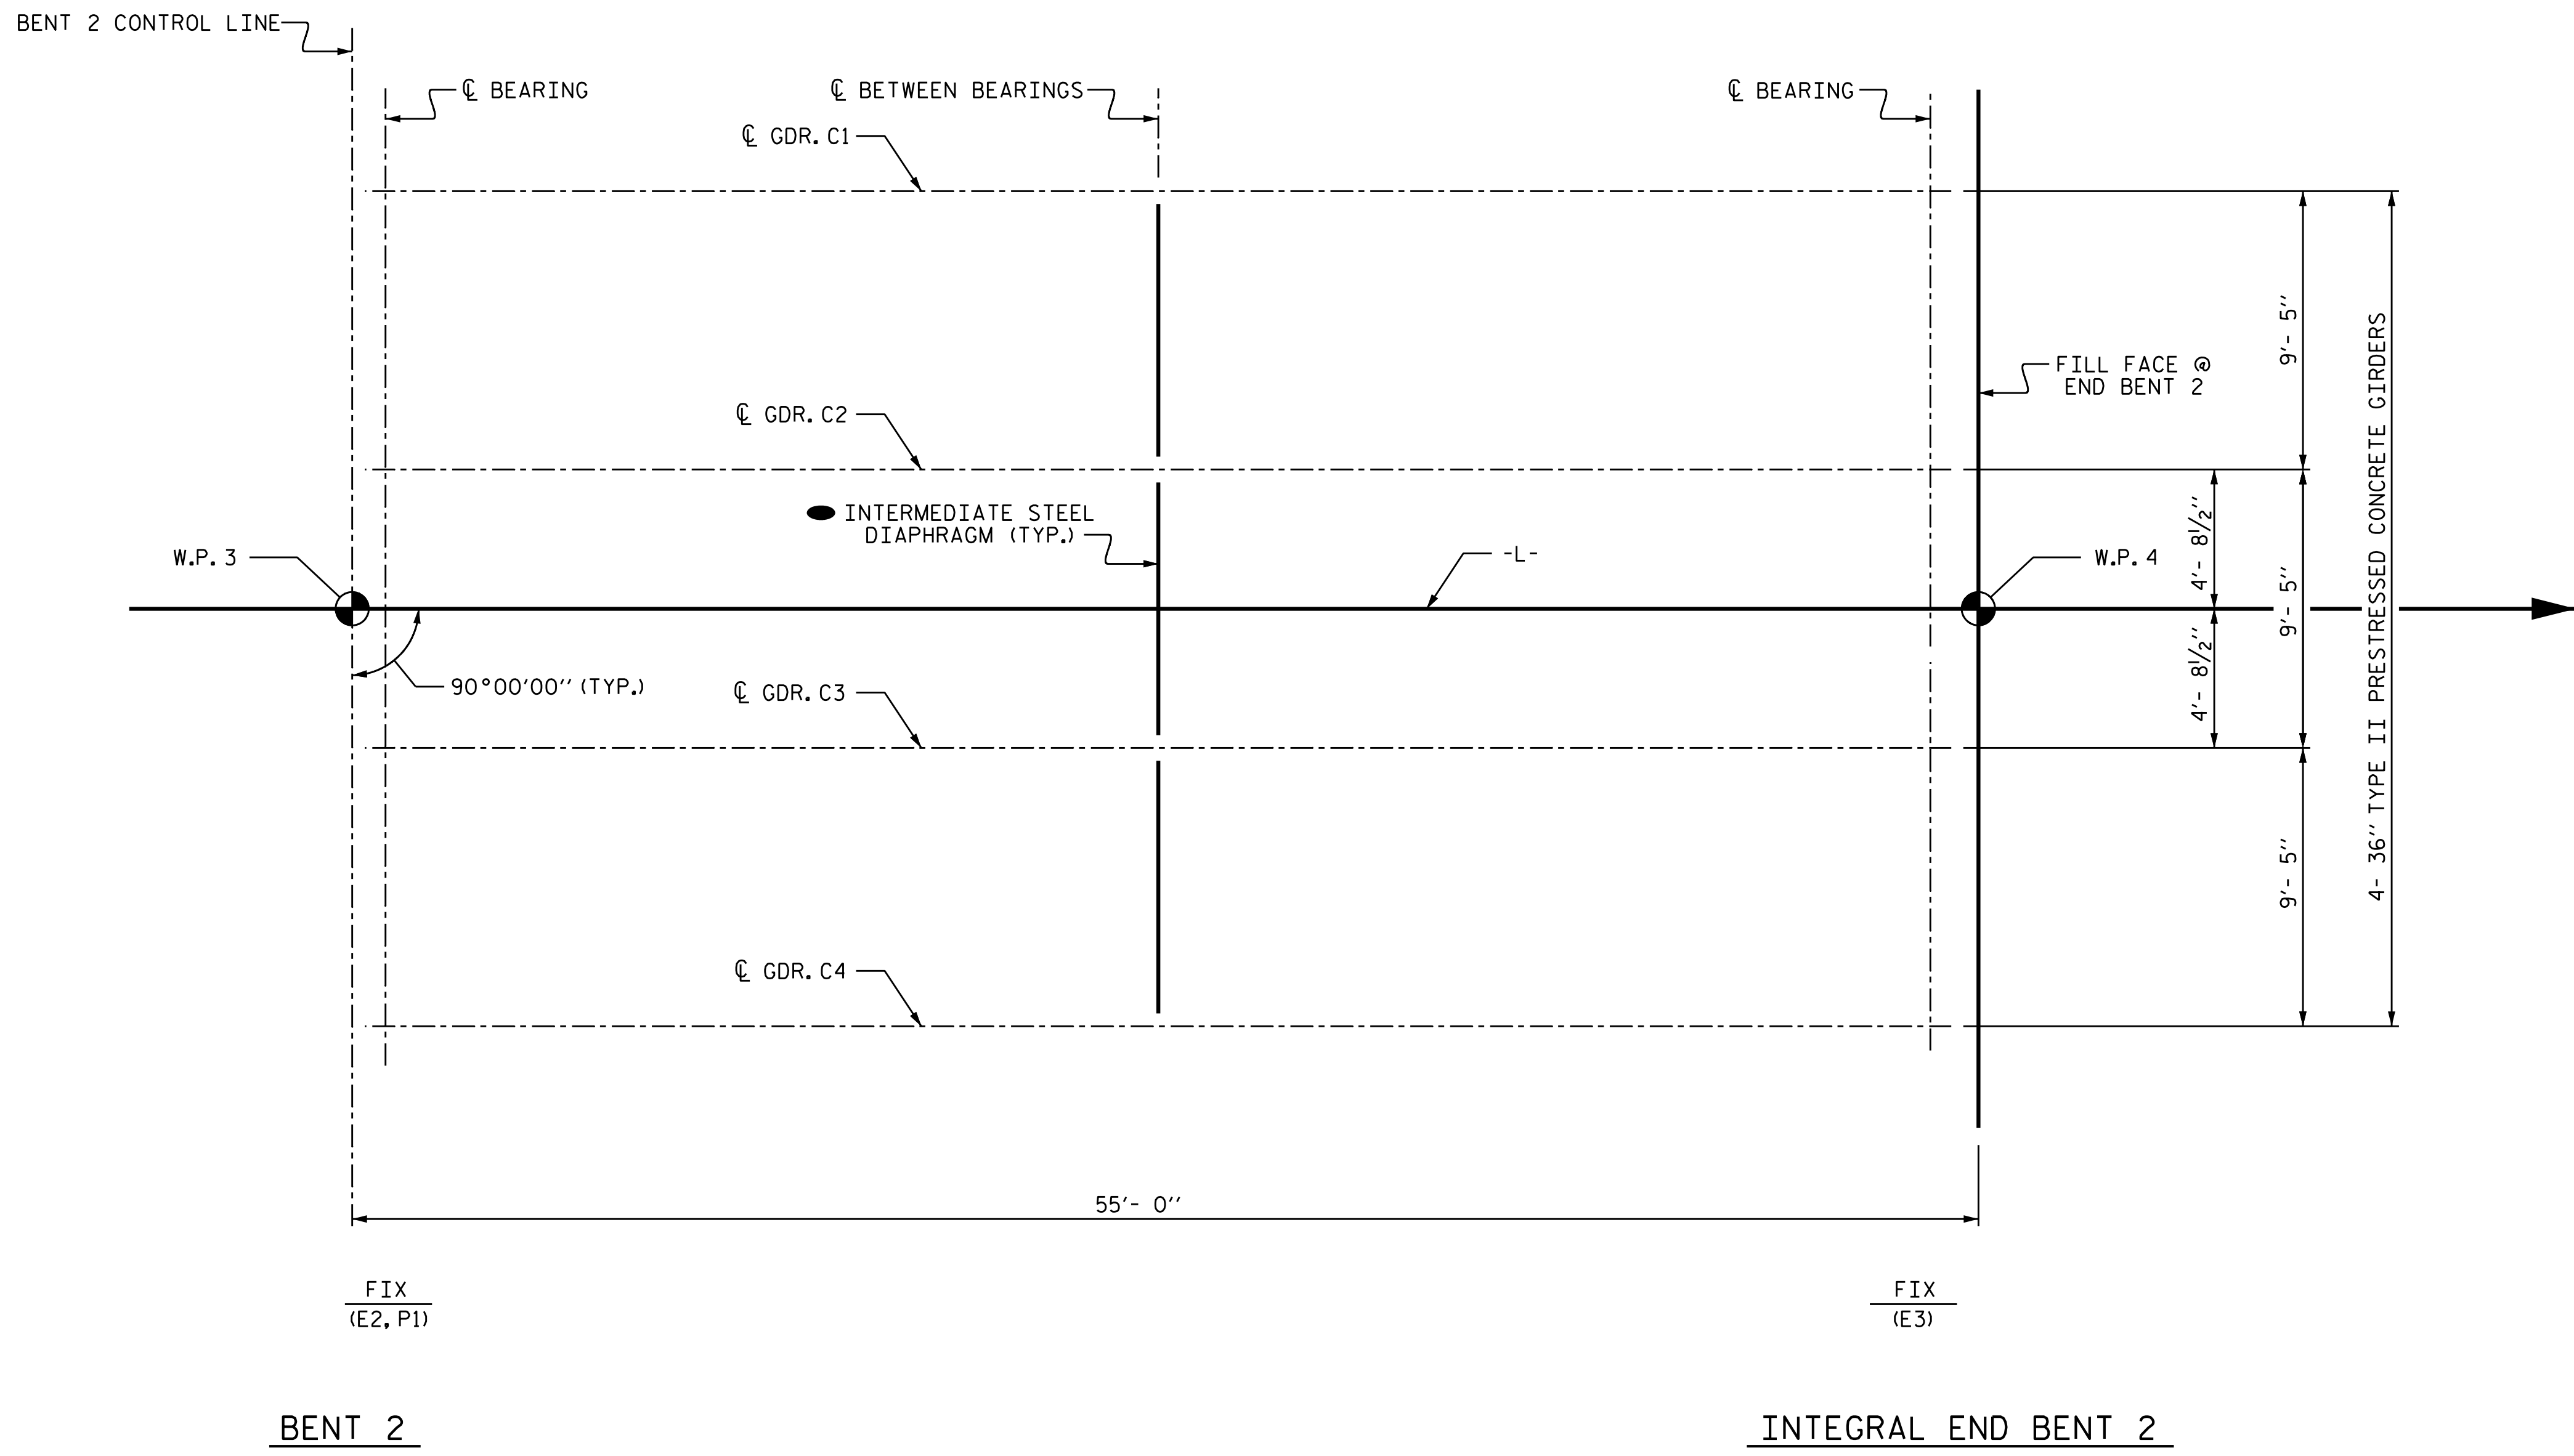 BENT 2 CONTROL LINE
℄ BEARING
℄ BETWEEN BEARINGS
℄ BEARING
℄ GDR. C1
9'- 5"
FILL FACE @
END BENT 2
4- 36" TYPE II PRESTRESSED CONCRETE GIRDERS
℄ GDR. C2
INTERMEDIATE STEEL
DIAPHRAGM (TYP.)
4'- 8½"
W.P. 3
-L-
W.P. 4
9'- 5"
4'- 8½"
90°00'00" (TYP.)
℄ GDR. C3
9'- 5"
℄ GDR. C4
55'- 0"
FIX
(E2, P1)
FIX
(E3)
BENT 2
INTEGRAL END BENT 2